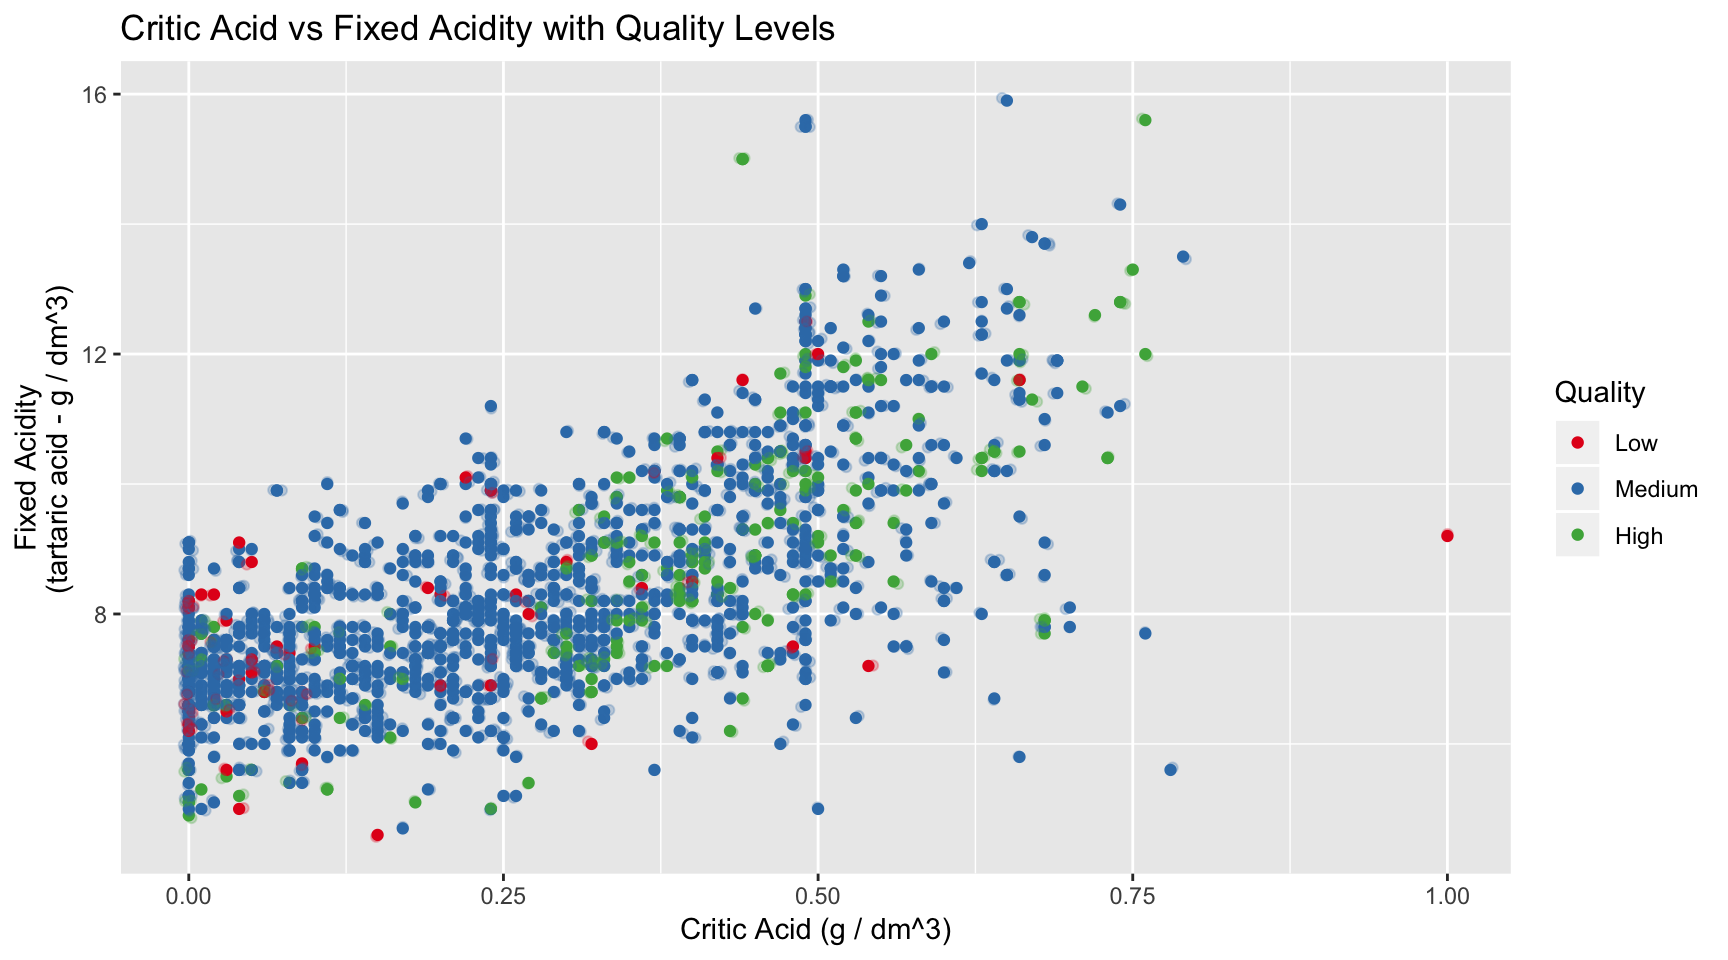 Critic Acid vs Fixed Acidity with Quality Levels
Fixed Acidity
(tartaric acid - g / dm^3)
16
12
8
0.00
0.25
0.50
0.75
1.00
Critic Acid (g / dm^3)
Quality
Low
Medium
High